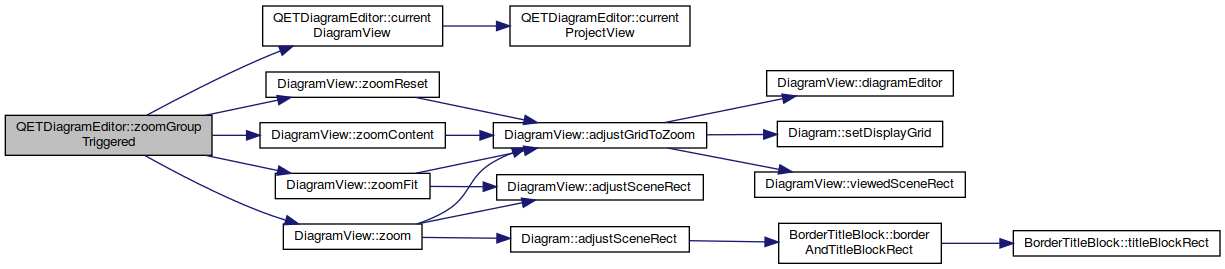 QETDiagramEditor::zoomGroup
Triggered
QETDiagramEditor::current
DiagramView
QETDiagramEditor::current
ProjectView
DiagramView::zoomReset
DiagramView::zoomContent
DiagramView::zoomFit
DiagramView::zoom
DiagramView::adjustGridToZoom
DiagramView::adjustSceneRect
Diagram::adjustSceneRect
DiagramView::diagramEditor
Diagram::setDisplayGrid
DiagramView::viewedSceneRect
BorderTitleBlock::border
AndTitleBlockRect
BorderTitleBlock::titleBlockRect